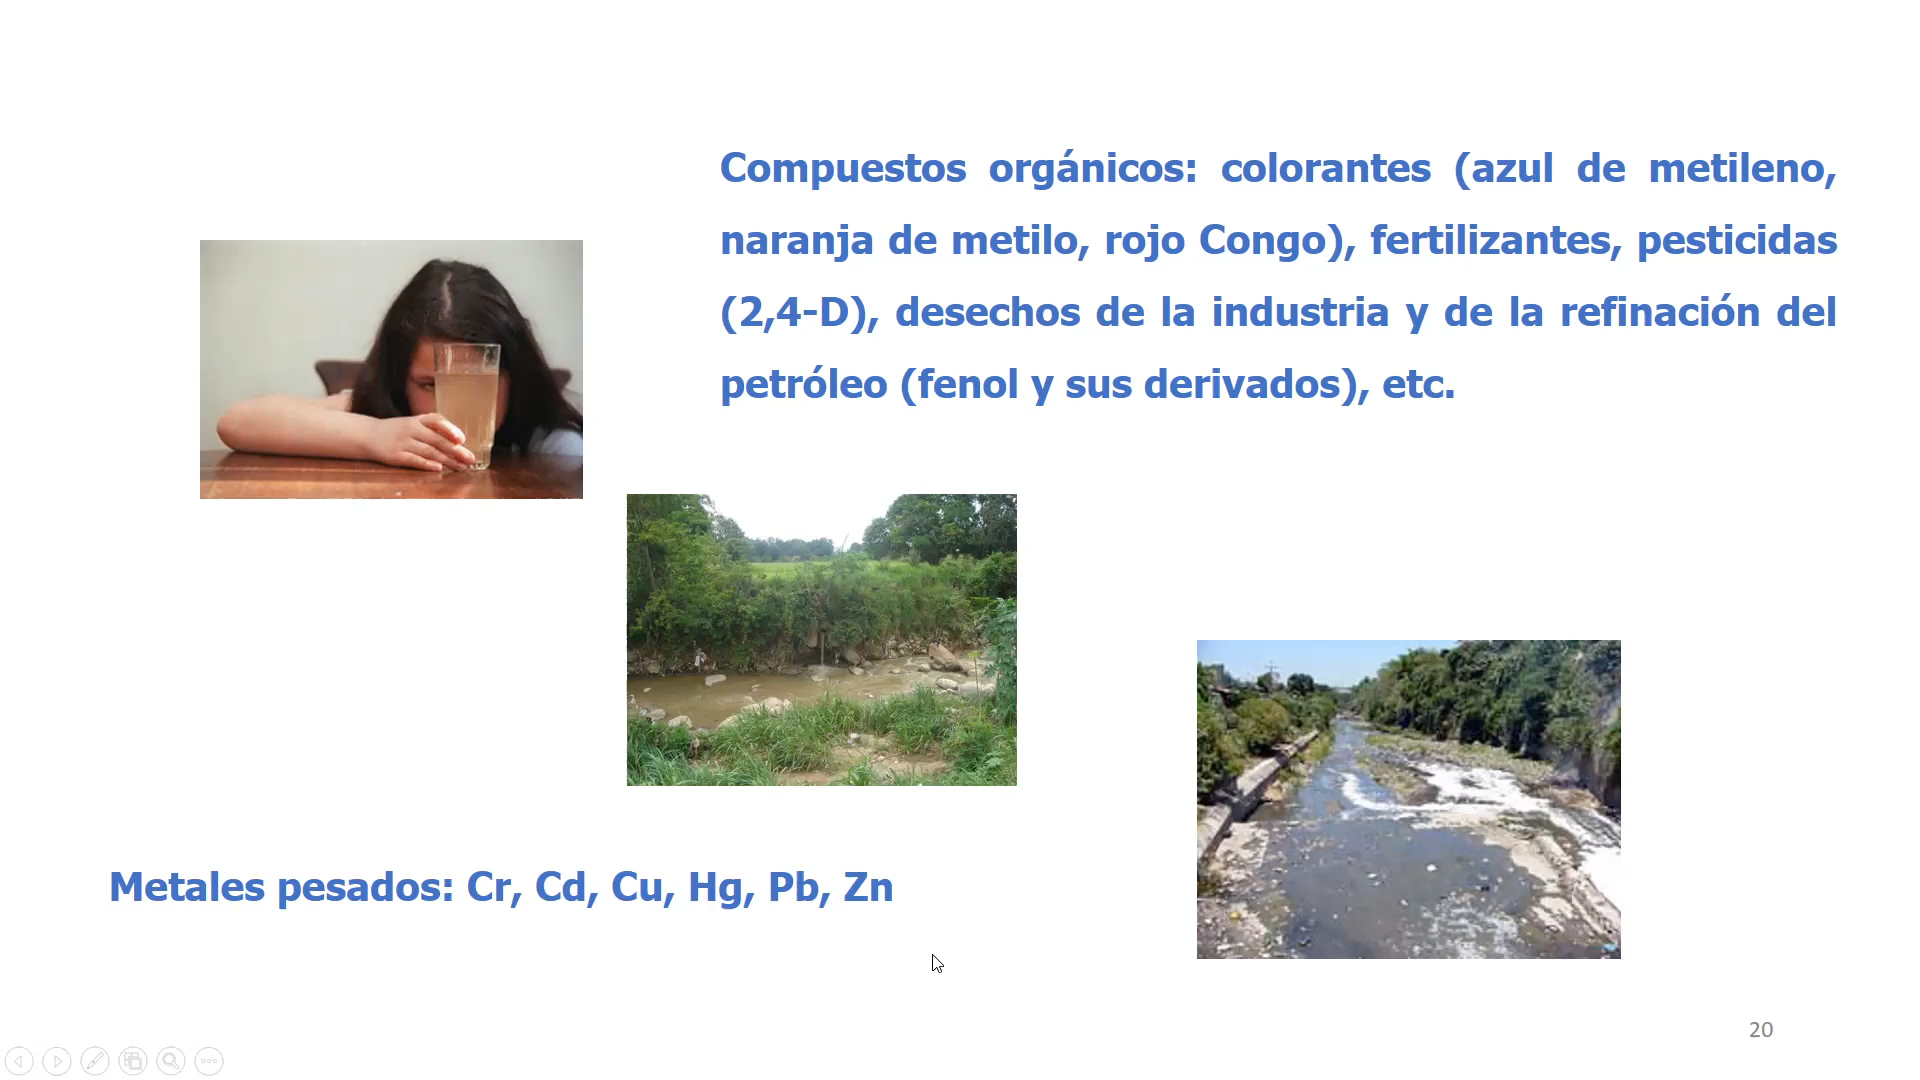 Compuestos orgánicos: colorantes (azul de metileno,
naranja de metilo, rojo Congo), fertilizantes, pesticidas
(2,4-D), desechos de la industria y de la refinación del
petróleo (fenol y sus derivados), etc.
Metales pesados: Cr, Cd, Cu, Hg, Pb, Zn
20